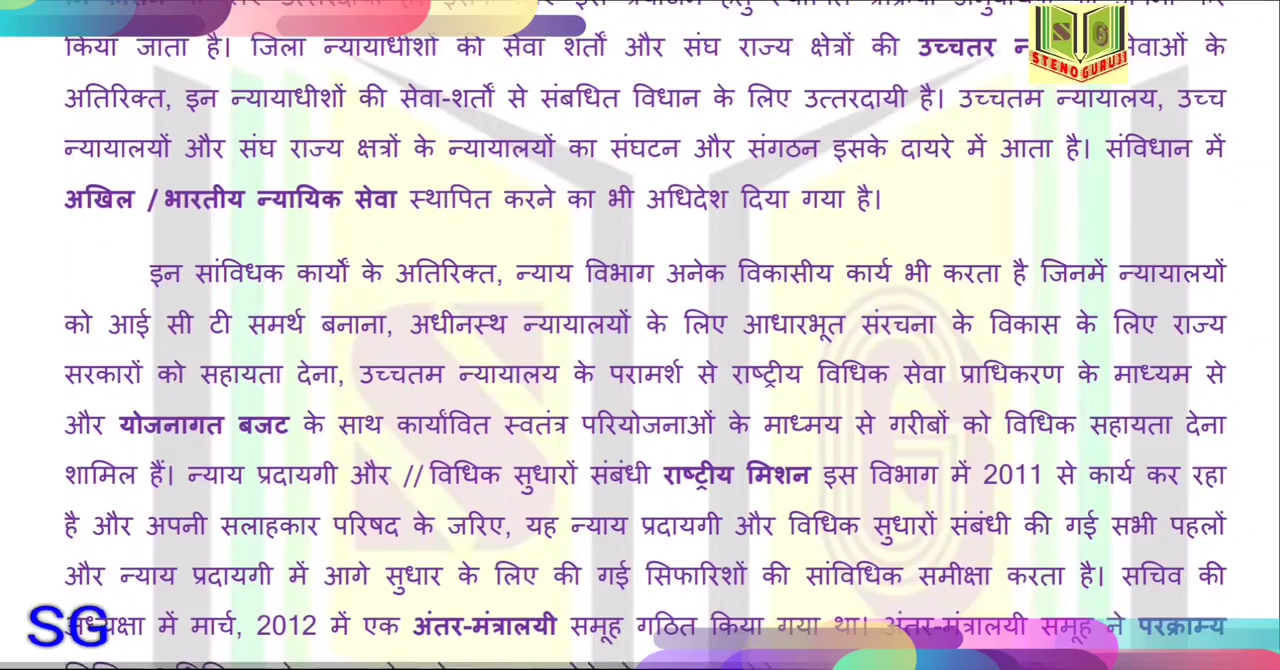 किया जाता है। जिला न्यायाधीशों की सेवा शर्तों और संघ राज्य क्षेत्रों की उच्चतर सेवाओं के
STENO GURUJI
अतिरिक्त, इन न्यायाधीशों की सेवा-शर्तों से संबधित विधान के लिए उत्तरदायी है। उच्चतम न्यायालय, उच्च
न्यायालयों और संघ राज्य क्षत्रों के न्यायालयों का संघटन और संगठन इसके दायरे में आता है। संविधान में
अखिल / भारतीय न्यायिक सेवा स्थापित करने का भी अधिदेश दिया गया है।
इन सांविधक कार्यों के अतिरिक्त, न्याय विभाग अनेक विकासीय कार्य भी करता है जिनमें न्यायालयों
को आई सी टी समर्थ बनाना, अधीनस्थ न्यायालयों के लिए आधारभूत संरचना के विकास के लिए राज्य
सरकारों को सहायता देना, उच्चतम न्यायालय के परामर्श से राष्ट्रीय विधिक सेवा प्राधिकरण के माध्यम से
और योजनागत बजट के साथ कार्यांवित स्वतंत्र परियोजनाओं के माध्मय से गरीबों को विधिक सहायता देना
शामिल हैं। न्याय प्रदायगी और // विधिक सुधारों संबंधी राष्ट्रीय मिशन इस विभाग में 2011 से कार्य कर रहा
है और अपनी सलाहकार परिषद के जरिए, यह न्याय प्रदायगी और विधिक सुधारों संबंधी की गई सभी पहलों
और न्याय प्रदायगी में आगे सुधार के लिए की गई सिफारिशों की सांविधिक समीक्षा करता है। सचिव की
SG
अध्यक्षा में मार्च, 2012 में एक अंतर-मंत्रालयी समूह गठित किया गया था। अंतर-मंत्रालयी समूह ने परक्राम्य